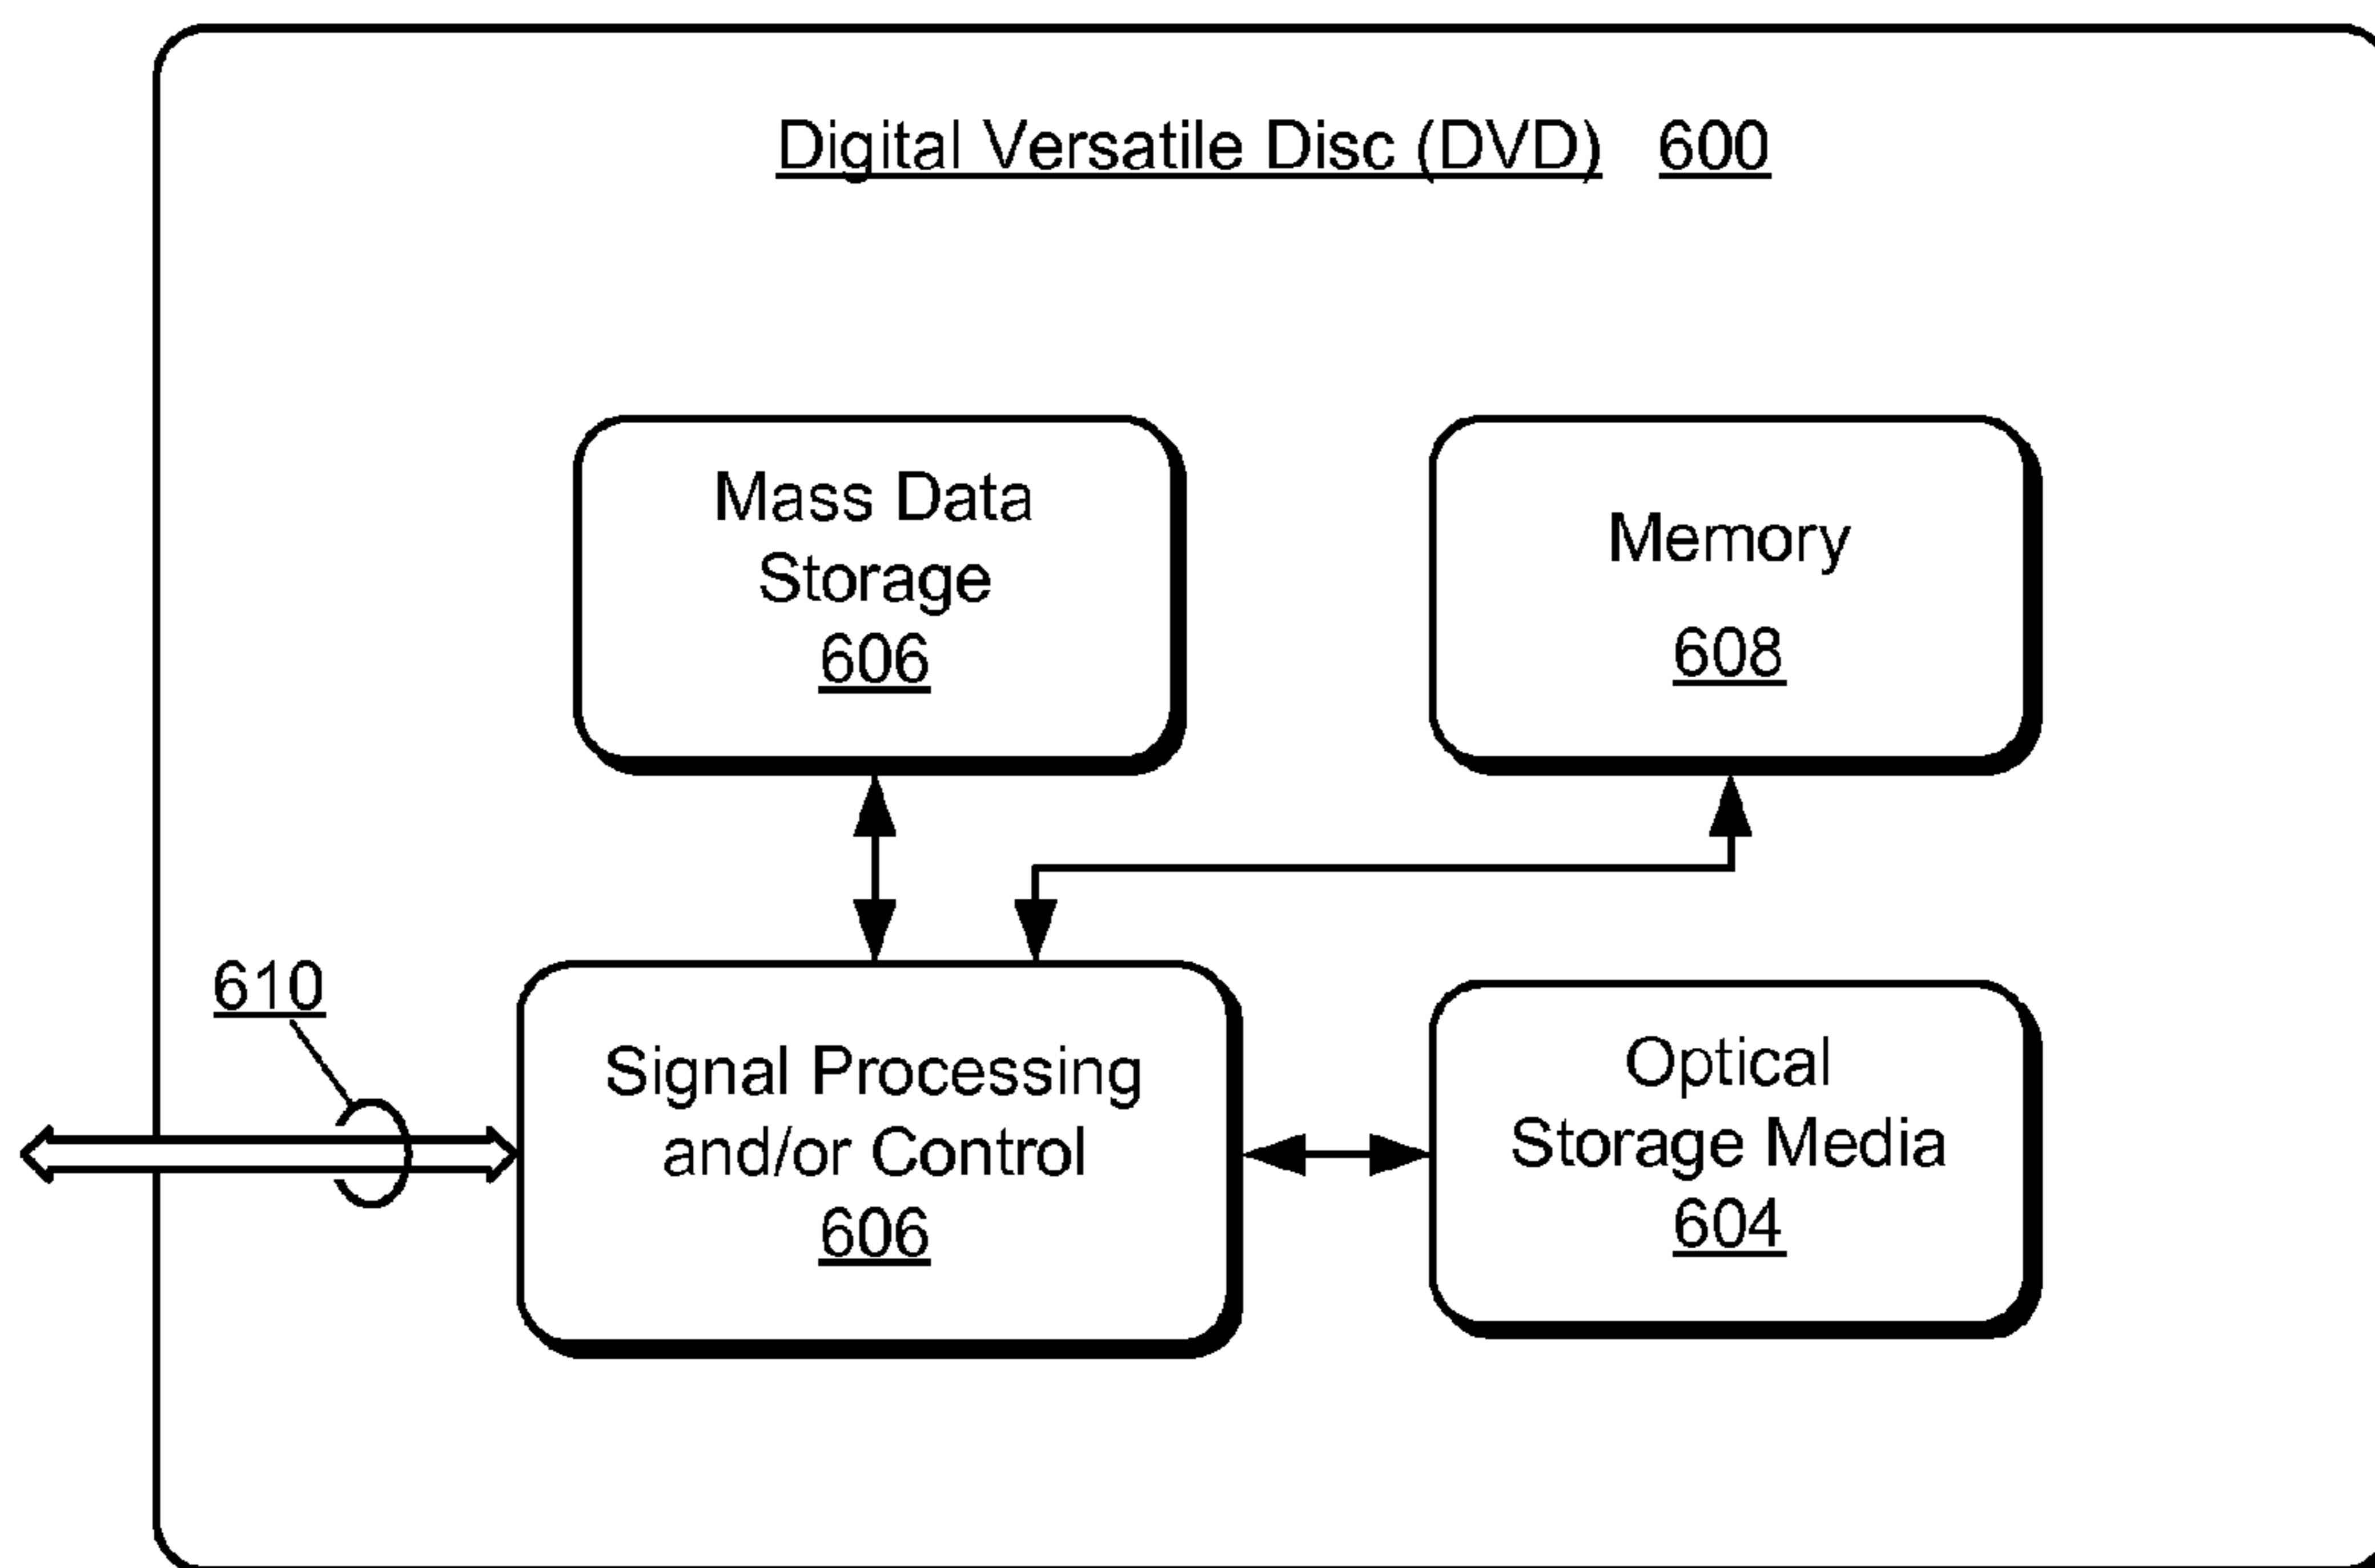 Digital Versatile Disc (DVD) 600
Mass Data
Storage
606
Memory
608
610
Signal Processing
and/or Control
606
Optical
Storage Media
604